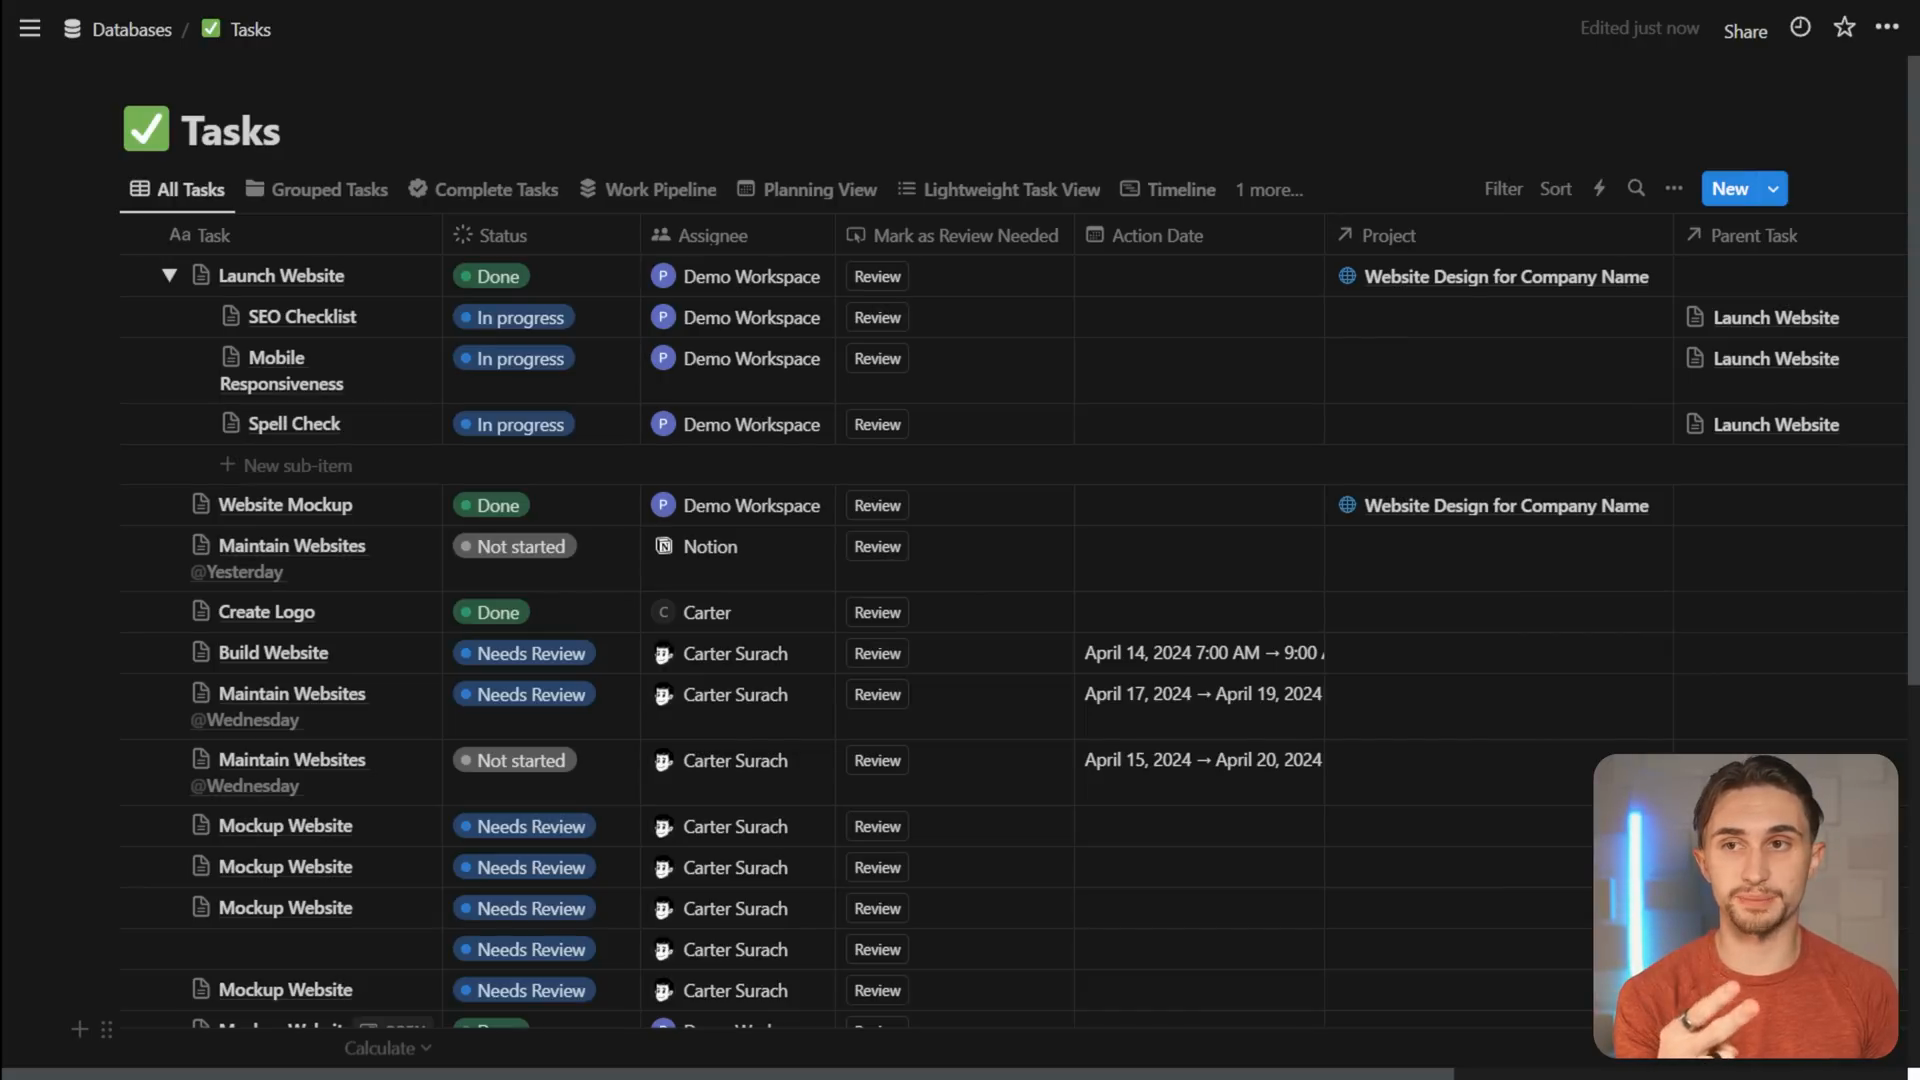 Databases / Tasks
Edited just now Share
Tasks
All Tasks Grouped Tasks Complete Tasks Work Pipeline Planning View Lightweight Task View Timeline 1 more... Filter Sort New
Aa Task Status Assignee Mark as Review Needed Action Date Project Parent Task
Launch Website Done P Demo Workspace Review Website Design for Company Name
SEO Checklist In progress P Demo Workspace Review Launch Website
Mobile In progress P Demo Workspace Review Launch Website
Responsiveness
Spell Check In progress P Demo Workspace Review Launch Website
+ New sub-item
Website Mockup Done P Demo Workspace Review Website Design for Company Name
Maintain Websites Not started Notion Review
@Yesterday
Create Logo Done C Carter Review
Build Website Needs Review Carter Surach Review April 14, 2024 7:00 AM → 9:00
Maintain Websites Needs Review Carter Surach Review April 17, 2024 → April 19, 2024
@Wednesday
Maintain Websites Not started Carter Surach Review April 15, 2024 → April 20, 2024
@Wednesday
Mockup Website Needs Review Carter Surach Review
Mockup Website Needs Review Carter Surach Review
Mockup Website Needs Review Carter Surach Review
Needs Review Carter Surach Review
Mockup Website Needs Review Carter Surach Review
Calculate